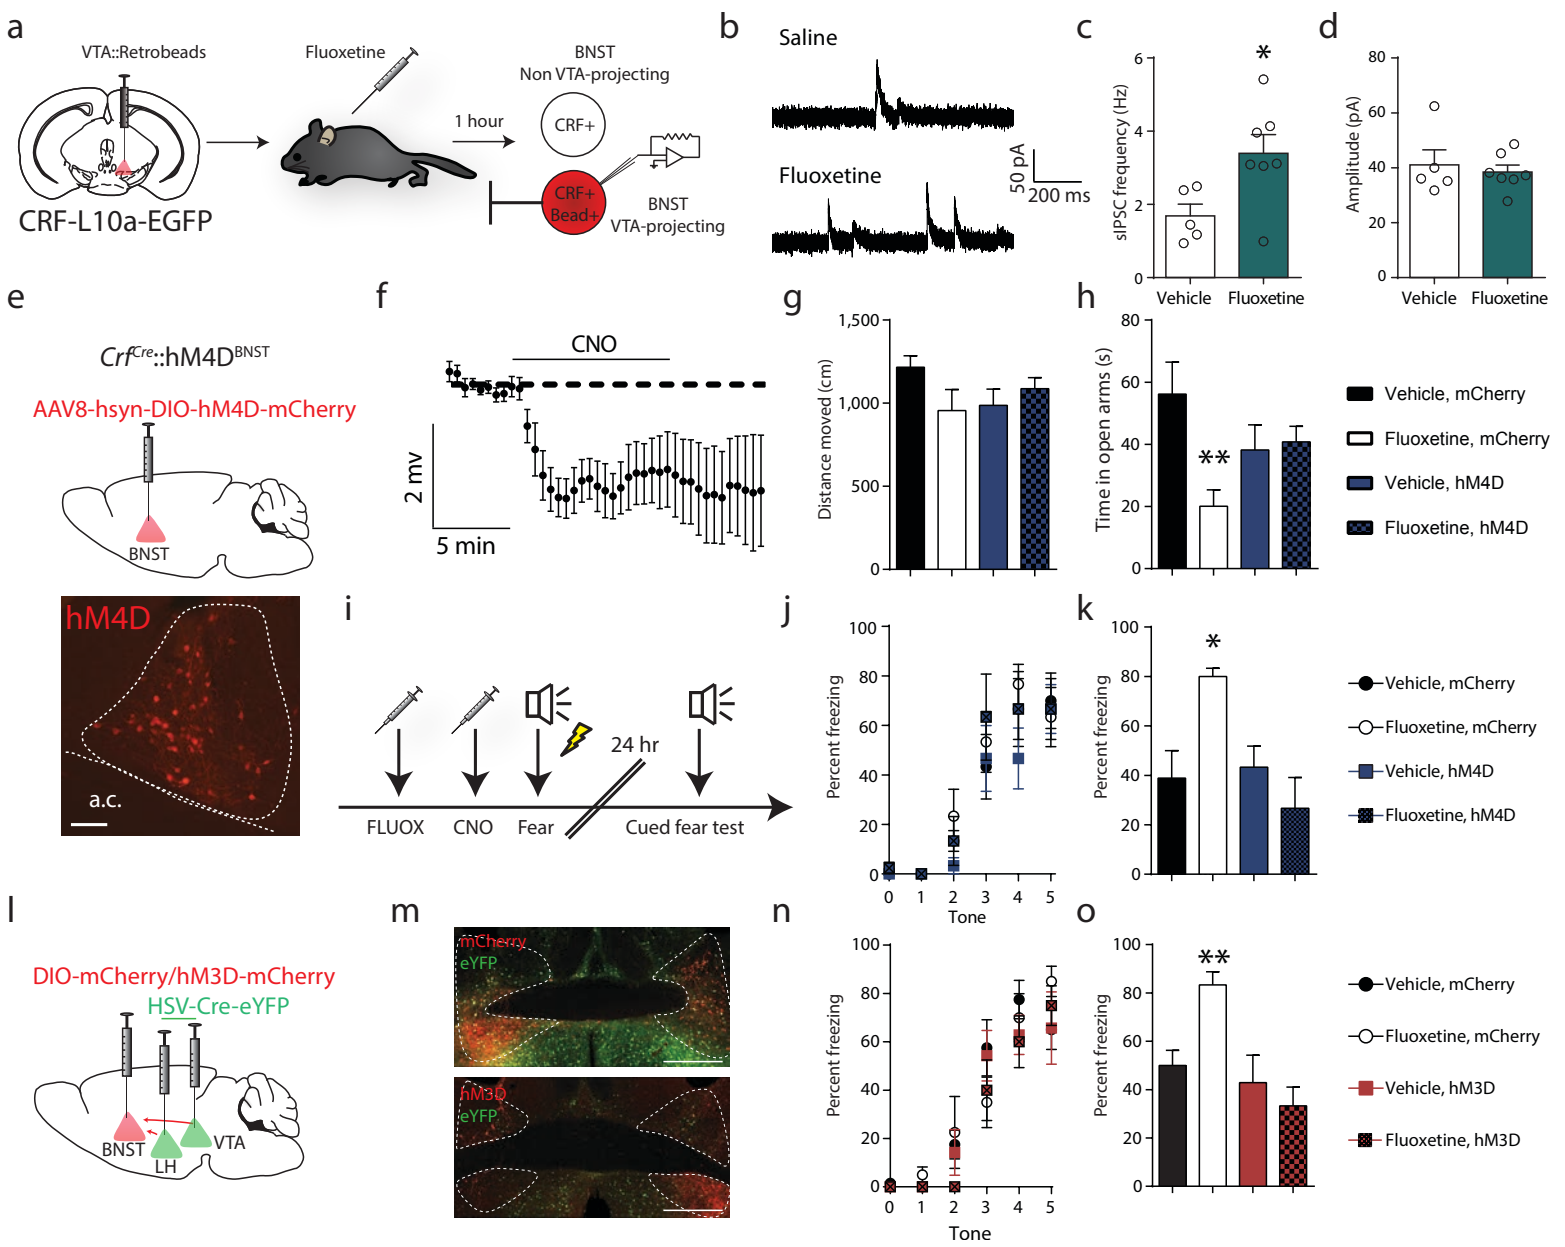 a
VTA::Retrobeads
CRF-L10a-EGFP
Fluoxetine
1 hour
BNST
Non VTA-projecting
CRF+
CRF+
Bead+
BNST
VTA-projecting
b
Saline
Fluoxetine
50 pA
200 ms
c
sIPSC frequency (Hz)
6
4
2
0
*
Vehicle
Fluoxetine
d
Amplitude (pA)
80
60
40
20
0
Vehicle
Fluoxetine
e
CrfCre::hM4DBNST
AAV8-hsyn-DIO-hM4D-mCherry
BNST
hM4D
a.c.
f
CNO
2 mv
5 min
g
Distance moved (cm)
1,500
1,000
500
0
h
Time in open arms (s)
80
60
40
20
0
**
Vehicle, mCherry
Fluoxetine, mCherry
Vehicle, hM4D
Fluoxetine, hM4D
i
24 hr
FLUOX
CNO
Fear
Cued fear test
j
Percent freezing
100
80
60
40
20
0
0 1 2 3 4 5
Tone
k
Percent freezing
100
80
60
40
20
0
*
Vehicle, mCherry
Fluoxetine, mCherry
Vehicle, hM4D
Fluoxetine, hM4D
l
DIO-mCherry/hM3D-mCherry
HSV-Cre-eYFP
BNST
LH
VTA
m
mCherry
eYFP
hM3D
eYFP
n
Percent freezing
100
80
60
40
20
0
0 1 2 3 4 5
Tone
o
Percent freezing
100
80
60
40
20
0
**
Vehicle, mCherry
Fluoxetine, mCherry
Vehicle, hM3D
Fluoxetine, hM3D